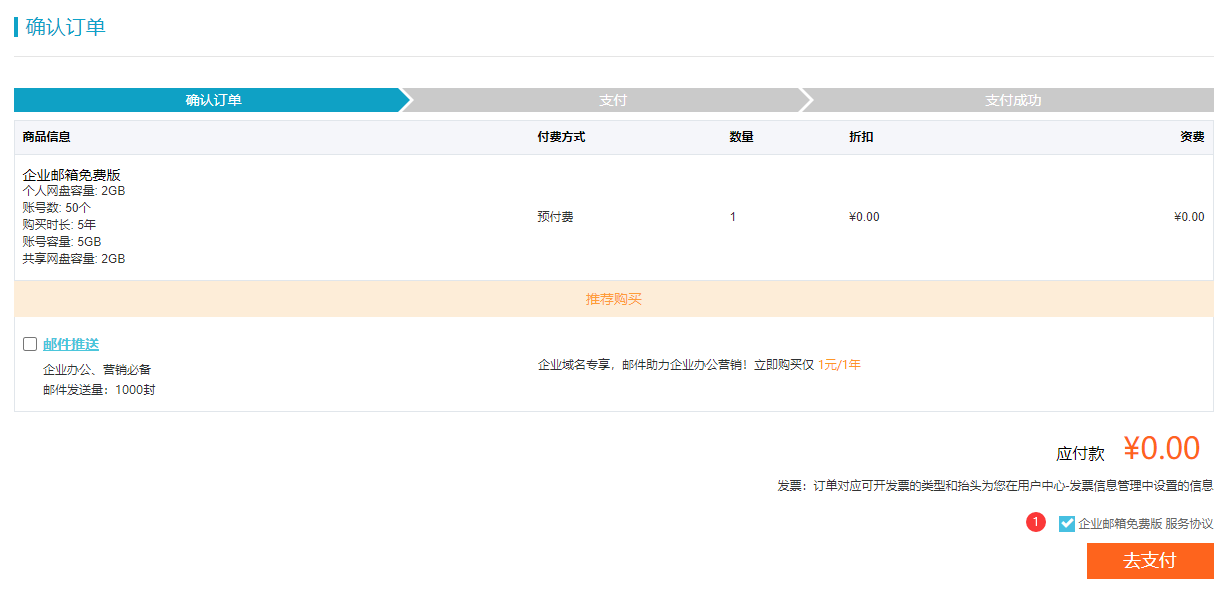 确认订单
确认订单 支付 支付成功
商品信息 付费方式 数量 折扣 资费
企业邮箱免费版
个人网盘容量: 2GB
账号数: 50个
预付费 1 ¥0.00 ¥0.00
购买时长: 5年
账号容量: 5GB
共享网盘容量: 2GB
推荐购买
邮件推送
企业域名专享，邮件助力企业办公营销！立即购买仅 1元/1年
企业办公、营销必备
邮件发送量：1000封
应付款 ¥0.00
发票：订单对应可开发票的类型和抬头为您在用户中心-发票信息管理中设置的信息
1 企业邮箱免费版 服务协议
去支付